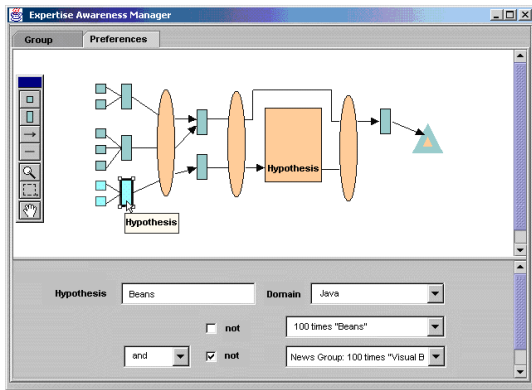 Expertise Awareness Manager
Group Preferences
Hypothesis
Hypothesis
Hypothesis Beans Domain Java
not 100 times "Beans"
and not News Group: 100 times "Visual B